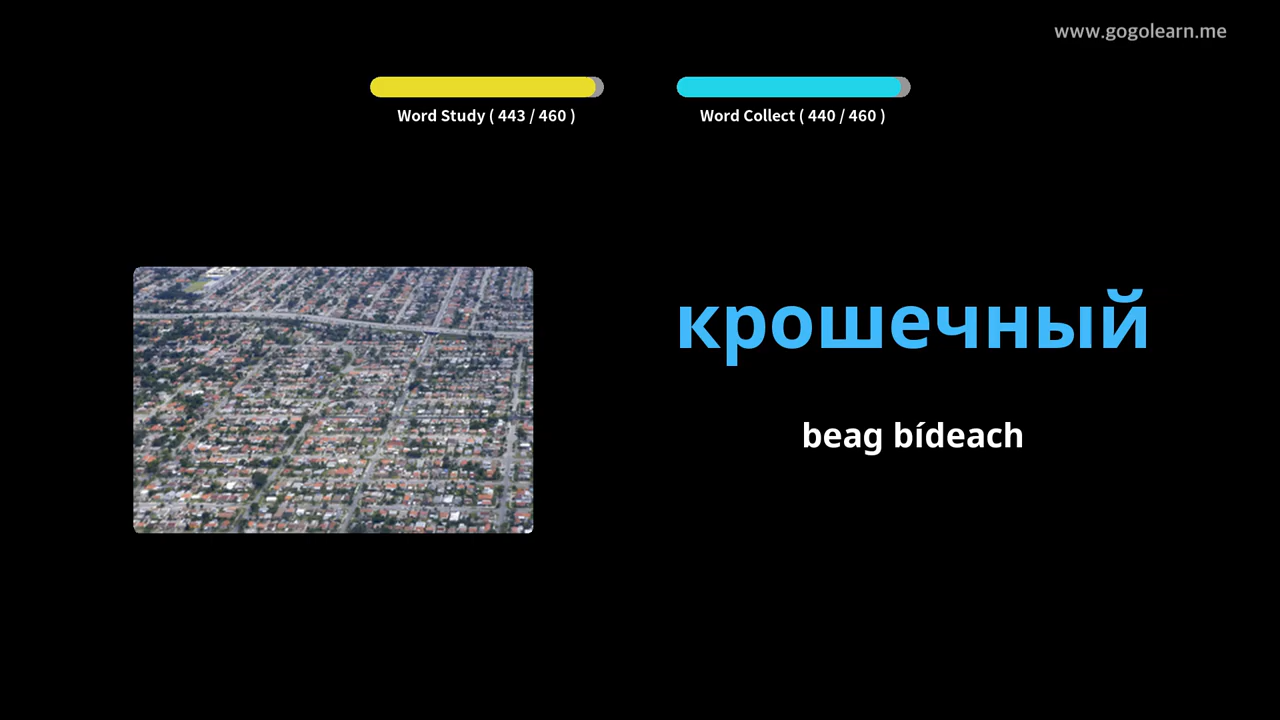 www.gogolearn.me
Word Study ( 443 / 460 )
Word Collect ( 440 / 460 )
крошечный
beag bídeach